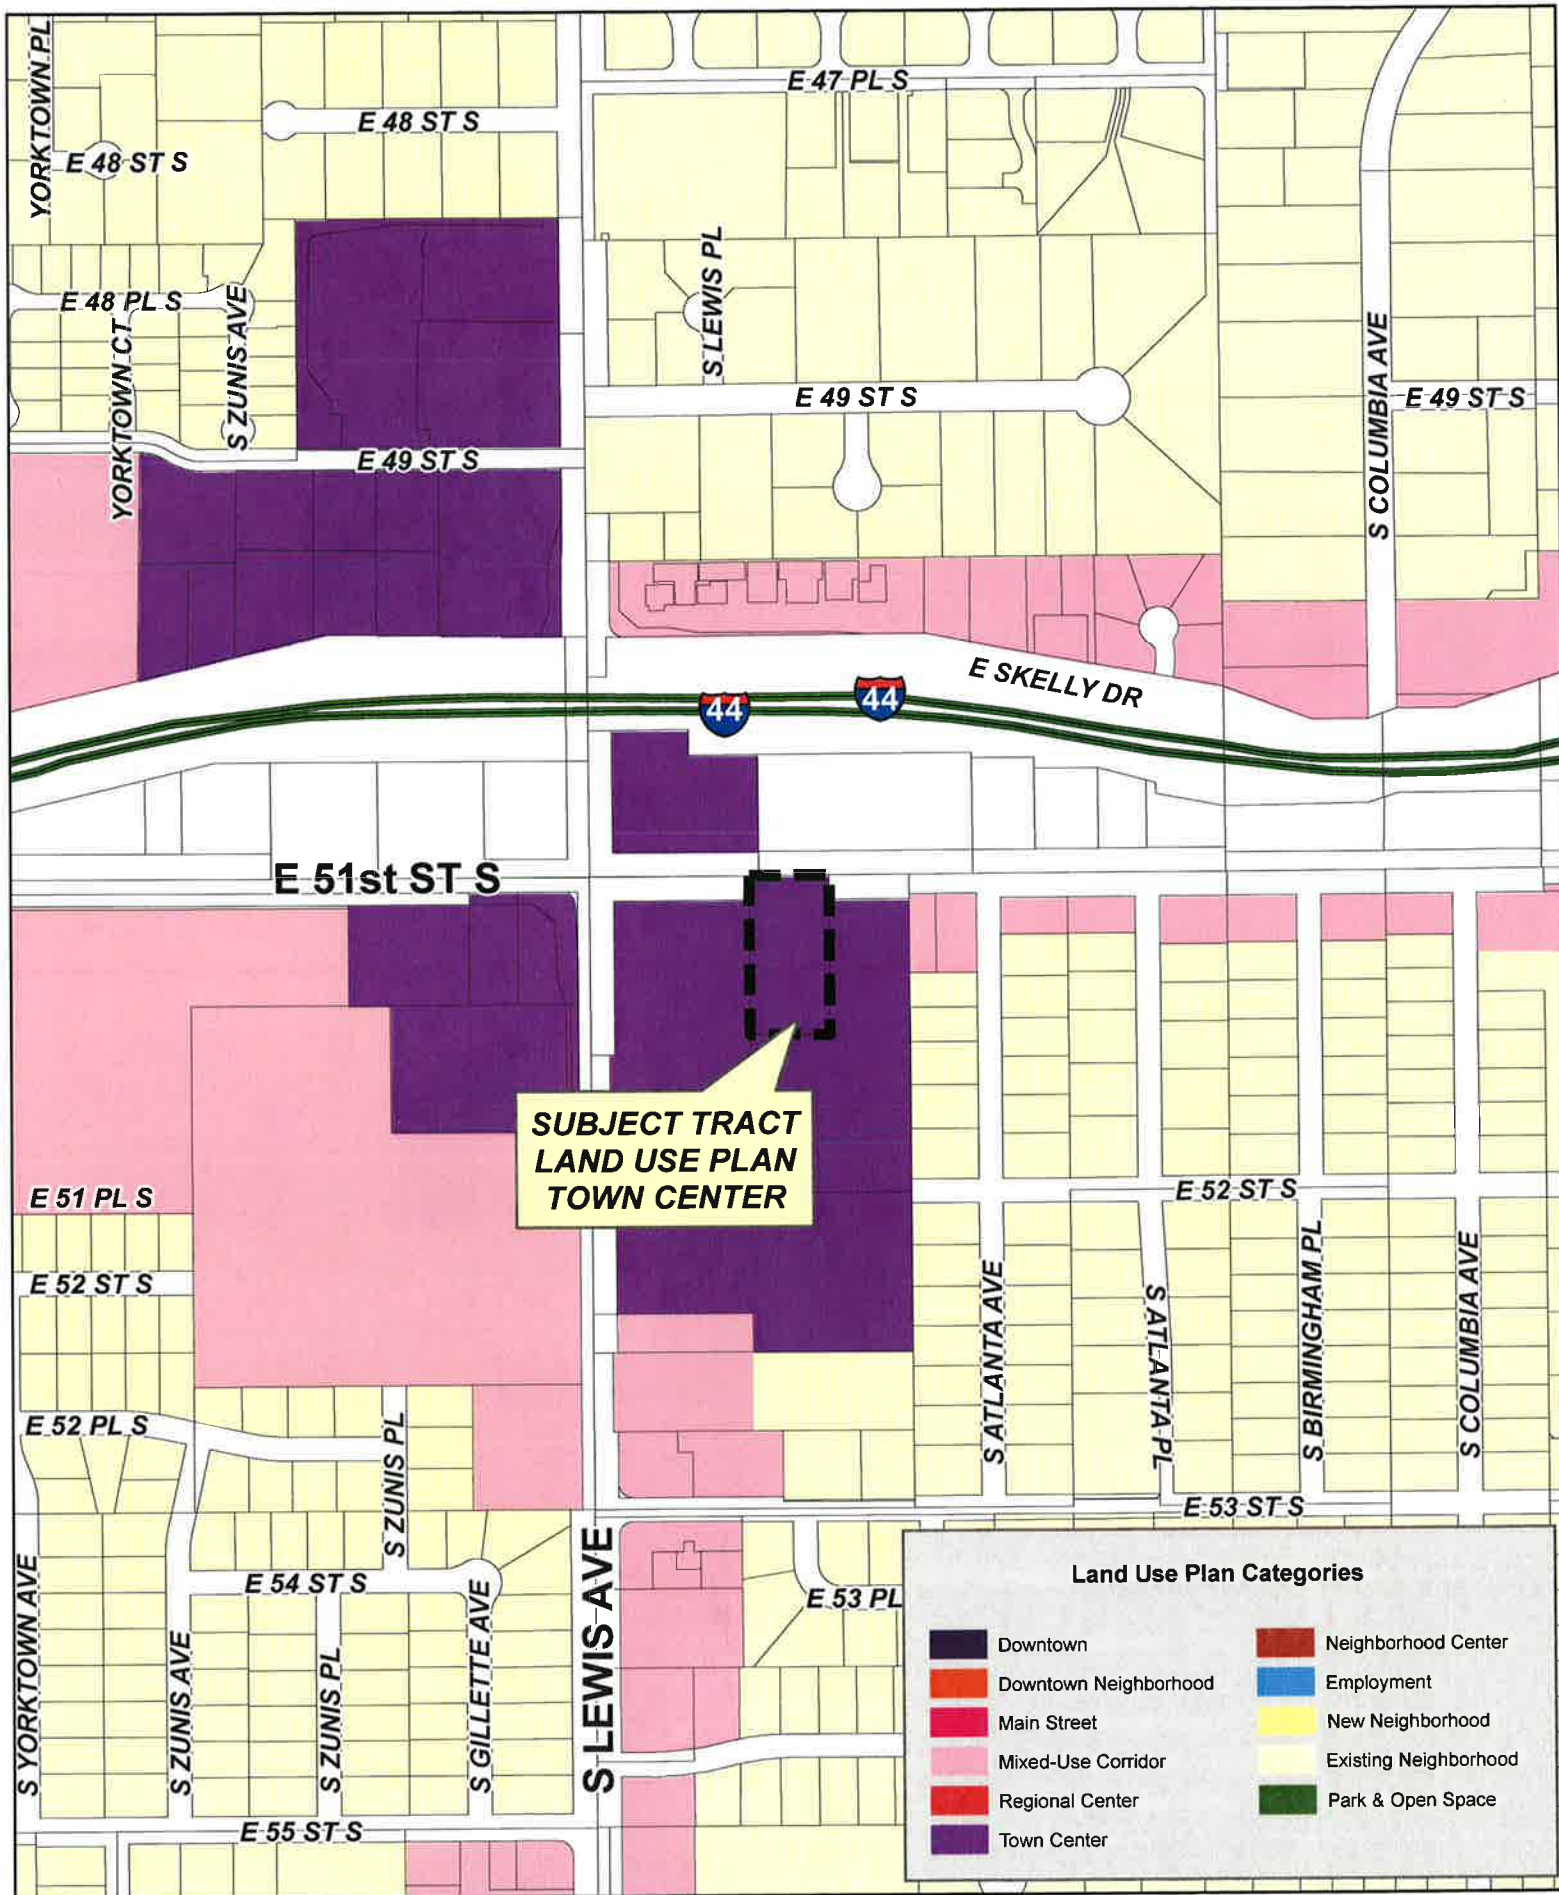 YORKTOWN PL
E 47 PL S
E 48 ST S
E 48 ST S
S LEWIS PL
E 48 PL S
S ZUNIS AVE
YORKTOWN CT
S COLUMBIA AVE
E 49 ST S
E 49 ST S
E 49 ST S
E SKELLY DR
44
44
E 51st ST S
SUBJECT TRACT
LAND USE PLAN
TOWN CENTER
E 51 PL S
E 52 ST S
E 52 ST S
S ATLANTA AVE
S ATLANTA PL
S BIRMINGHAM PL
S COLUMBIA AVE
E 52 PL S
S ZUNIS PL
E 53 ST S
S YORKTOWN AVE
E 54 ST S
S ZUNIS AVE
S ZUNIS PL
S GILLETTE AVE
S LEWIS AVE
E 53 PL
E 55 ST S
Land Use Plan Categories
Downtown
Downtown Neighborhood
Main Street
Mixed-Use Corridor
Regional Center
Town Center
Neighborhood Center
Employment
New Neighborhood
Existing Neighborhood
Park & Open Space